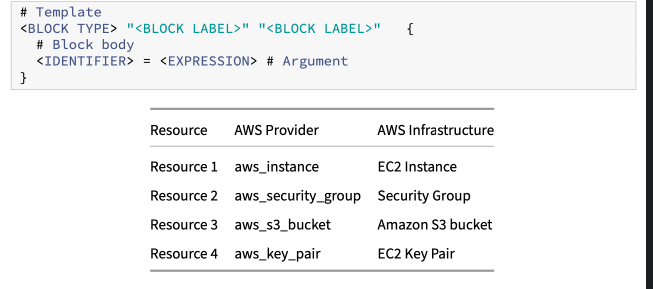 # Template
<BLOCK TYPE> "<BLOCK LABEL>" "<BLOCK LABEL>"   {
  # Block body
  <IDENTIFIER> = <EXPRESSION> # Argument
}
Resource AWS Provider AWS Infrastructure
Resource 1 aws_instance EC2 Instance
Resource 2 aws_security_group Security Group
Resource 3 aws_s3_bucket Amazon S3 bucket
Resource 4 aws_key_pair EC2 Key Pair